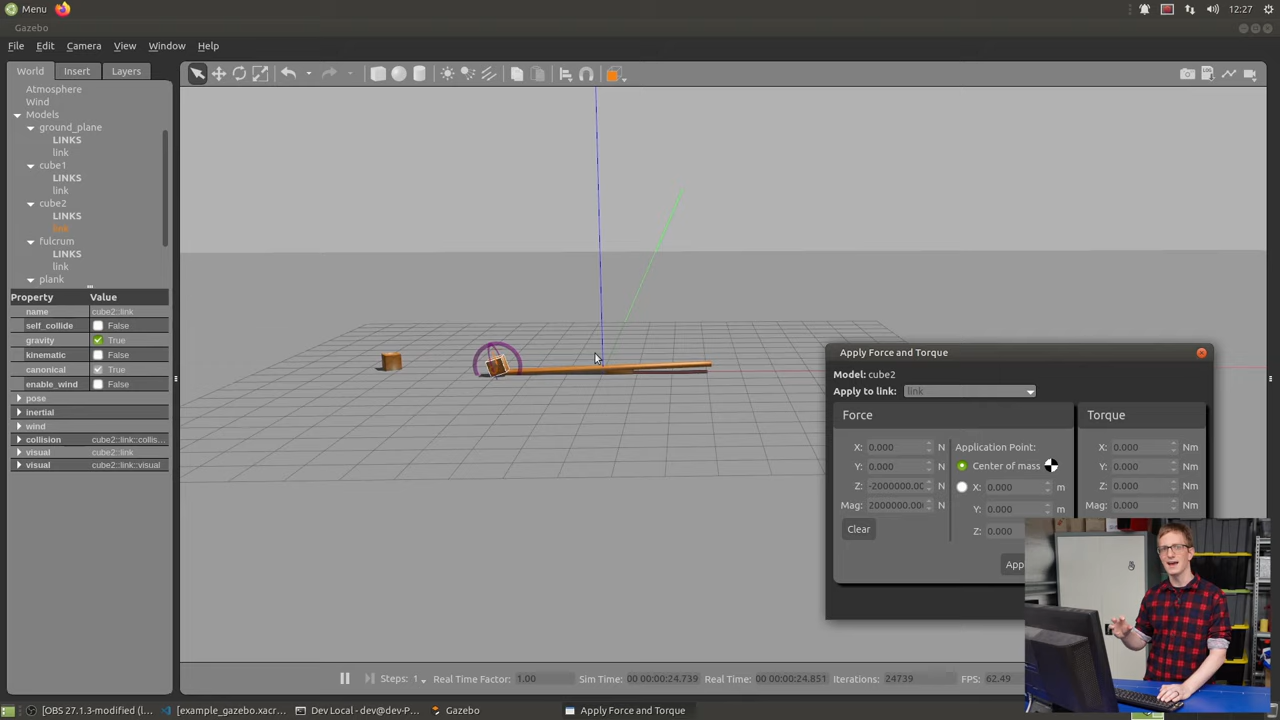 Menu
12:27
Gazebo
File Edit Camera View Window Help
World Insert Layers
Atmosphere
Wind
Models
ground_plane
LINKS
link
cube1
LINKS
link
cube2
LINKS
link
fulcrum
LINKS
link
plank
Property Value
name cube2::link
self_collide False
gravity True
kinematic False
canonical True
enable_wind False
pose
inertial
wind
collision cube2::link::collis...
visual cube2::link::visual
visual cube2::link::visual
Apply Force and Torque
Model: cube2
Apply to link: link
Force Torque
X: 0.000 N Application Point: X: 0.000 Nm
Y: 0.000 N Center of mass Y: 0.000 Nm
Z: -2000000.00 N X: 0.000 m Z: 0.000 Nm
Mag: 2000000.00 N Y: 0.000 m Mag: 0.000 Nm
Clear Z: 0.000
App
Steps: 1 Real Time Factor: 1.00 Sim Time: 00 00:00:24.739 Real Time: 00 00:00:24.851 Iterations: 24739 FPS: 62.49
[OBS 27.1.3-modified (l... [example_gazebo.xacr... Dev Local - dev@dev-P... Gazebo Apply Force and Torque